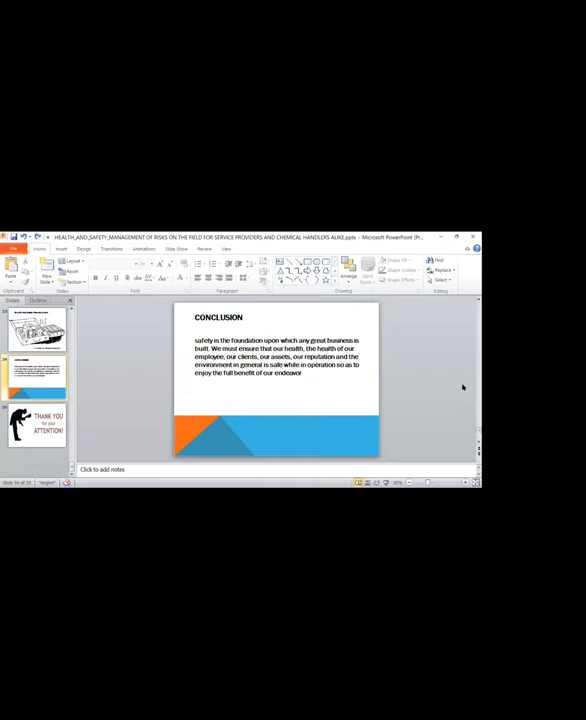 HEALTH_AND_SAFETY_MANAGEMENT OF RISKS ON THE FIELD FOR SERVICE PROVIDERS AND CHEMICAL HANDLERS ALIKE.pptx - Microsoft PowerPoint (Pr...
File Home Insert Design Transitions Animations Slide Show Review View
Paste
New
Slide
Layout
Reset
Section
Arrange
Quick
Styles
Shape Fill
Shape Outline
Shape Effects
Find
Replace
Select
Clipboard Slides Font Paragraph Drawing Editing
Slides Outline
33
34
35
THANK YOU
for your
ATTENTION!
CONCLUSION
safety is the foundation upon which any great business is
built. We must ensure that our health, the health of our
employee, our clients, our assets, our reputation and the
environment in general is safe while in operation so as to
enjoy the full benefit of our endeavor
Click to add notes
Slide 34 of 35 "Angles" 66%